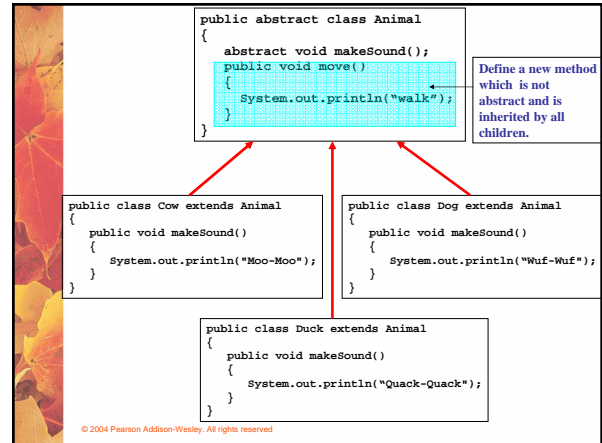 public abstract class Animal
{
abstract void makeSound();
public void move()
{
System.out.println(“walk”);
}
}
Define a new method
which is not
abstract and is
inherited by all
children.
public class Cow extends Animal
{
public void makeSound()
{
System.out.println("Moo-Moo");
}
}
public class Dog extends Animal
{
public void makeSound()
{
System.out.println(“Wuf-Wuf");
}
}
public class Duck extends Animal
{
public void makeSound()
{
System.out.println(“Quack-Quack");
}
}
© 2004 Pearson Addison-Wesley. All rights reserved